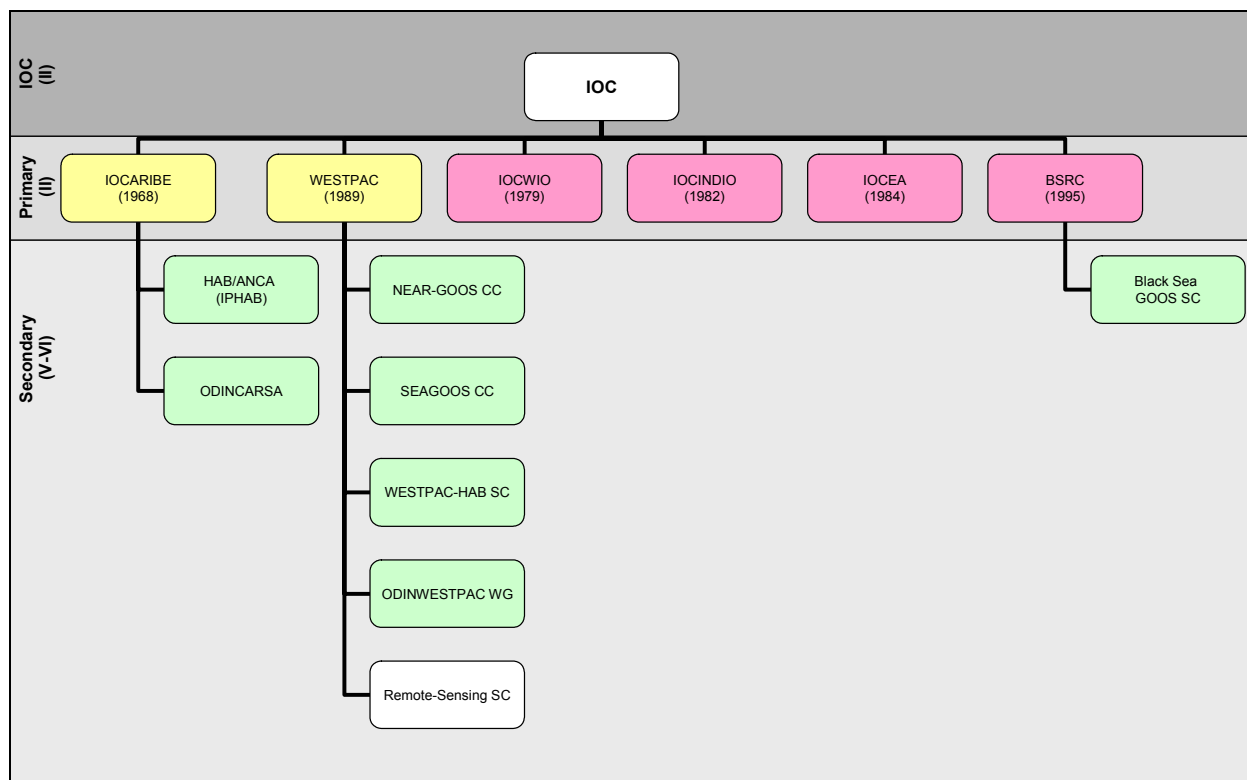 IOC
(II)
IOC
Primary
(II)
IOCARIBE
(1968)
WESTPAC
(1989)
IOCWIO
(1979)
IOCINDIO
(1982)
IOCEA
(1984)
BSRC
(1995)
Secondary
(V-VI)
HAB/ANCA
(IPHAB)
NEAR-GOOS CC
Black Sea
GOOS SC
ODINCARSA
SEAGOOS CC
WESTPAC-HAB SC
ODINWESTPAC WG
Remote-Sensing SC